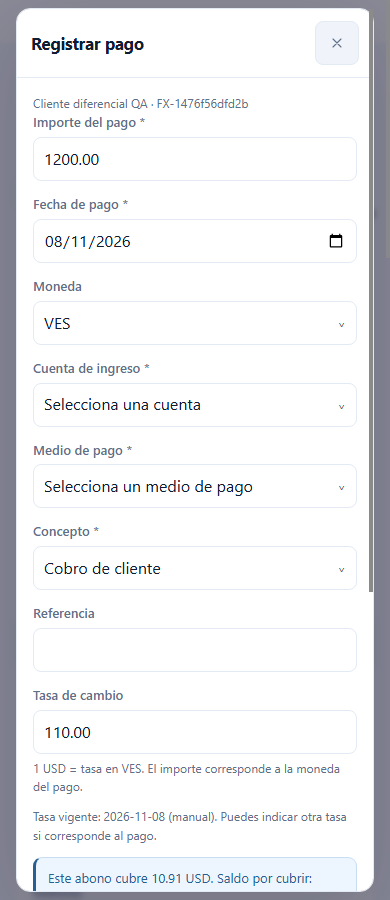 Registrar pago
×
Cliente diferencial QA · FX-1476f56dfd2b
Importe del pago *
1200.00
Fecha de pago *
08/11/2026
Moneda
VES
Cuenta de ingreso *
Selecciona una cuenta
Medio de pago *
Selecciona un medio de pago
Concepto *
Cobro de cliente
Referencia
Tasa de cambio
110.00
1 USD = tasa en VES. El importe corresponde a la moneda
del pago.
Tasa vigente: 2026-11-08 (manual). Puedes indicar otra tasa
si corresponde al pago.
Este abono cubre 10.91 USD. Saldo por cubrir: